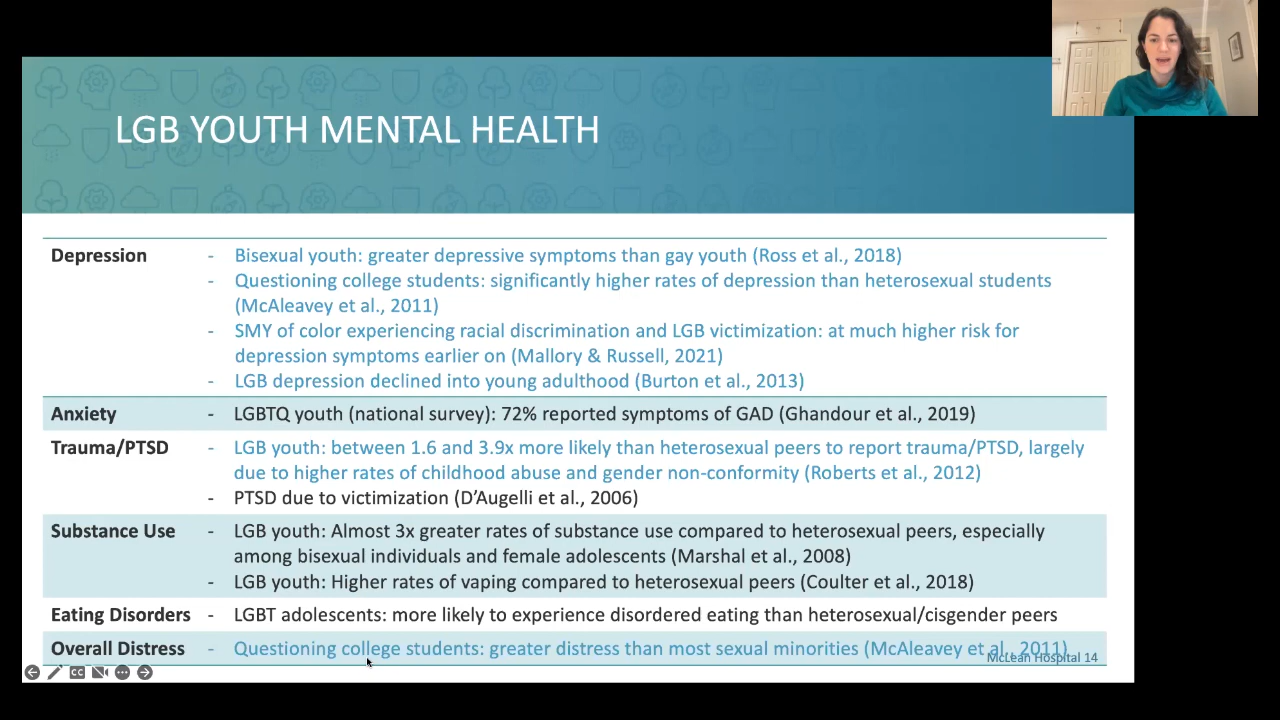 LGB YOUTH MENTAL HEALTH
Depression
- Bisexual youth: greater depressive symptoms than gay youth (Ross et al., 2018)
- Questioning college students: significantly higher rates of depression than heterosexual students
(McAleavey et al., 2011)
- SMY of color experiencing racial discrimination and LGB victimization: at much higher risk for
depression symptoms earlier on (Mallory & Russell, 2021)
- LGB depression declined into young adulthood (Burton et al., 2013)
Anxiety
- LGBTQ youth (national survey): 72% reported symptoms of GAD (Ghandour et al., 2019)
Trauma/PTSD
- LGB youth: between 1.6 and 3.9x more likely than heterosexual peers to report trauma/PTSD, largely
due to higher rates of childhood abuse and gender non-conformity (Roberts et al., 2012)
- PTSD due to victimization (D’Augelli et al., 2006)
Substance Use
- LGB youth: Almost 3x greater rates of substance use compared to heterosexual peers, especially
among bisexual individuals and female adolescents (Marshal et al., 2008)
- LGB youth: Higher rates of vaping compared to heterosexual peers (Coulter et al., 2018)
Eating Disorders
- LGBT adolescents: more likely to experience disordered eating than heterosexual/cisgender peers
Overall Distress
- Questioning college students: greater distress than most sexual minorities (McAleavey et al., 2011)
McLean Hospital 14
CC